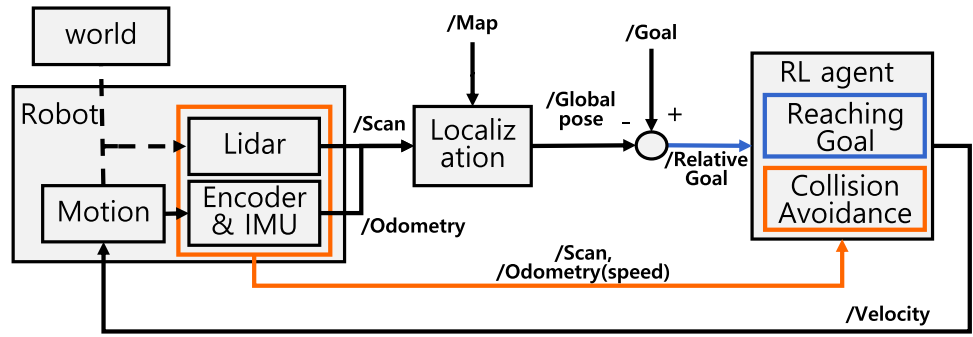 world
/Map
/Goal
RL agent
Robot
Lidar
/Scan
Localiz
ation
/Global
pose
-
+
/Relative
Goal
Reaching
Goal
Motion
Encoder
& IMU
/Odometry
Collision
Avoidance
/Scan,
/Odometry(speed)
/Velocity